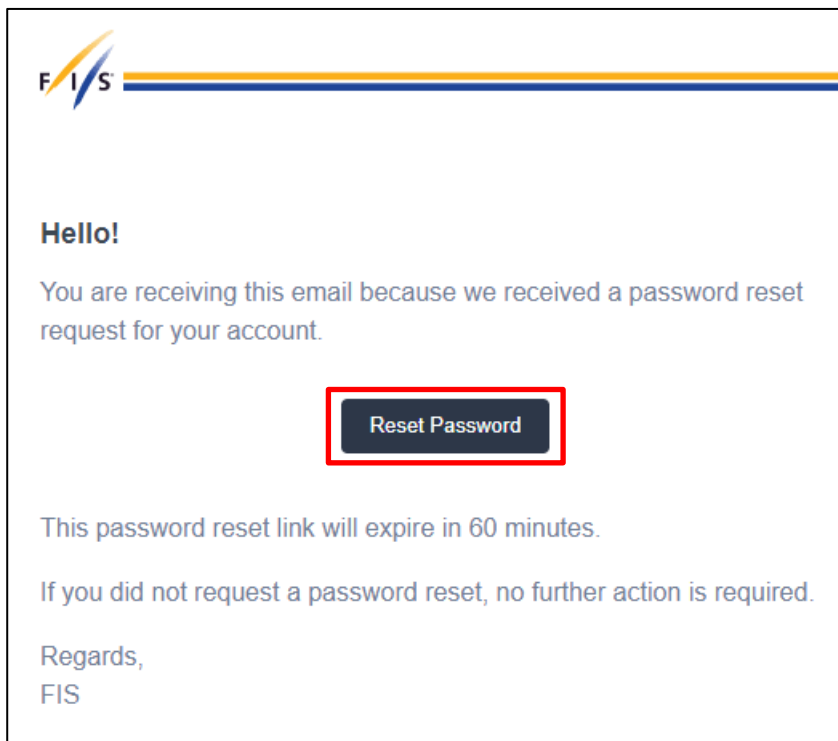 FIS
Hello!
You are receiving this email because we received a password reset
request for your account.
Reset Password
This password reset link will expire in 60 minutes.
If you did not request a password reset, no further action is required.
Regards,
FIS